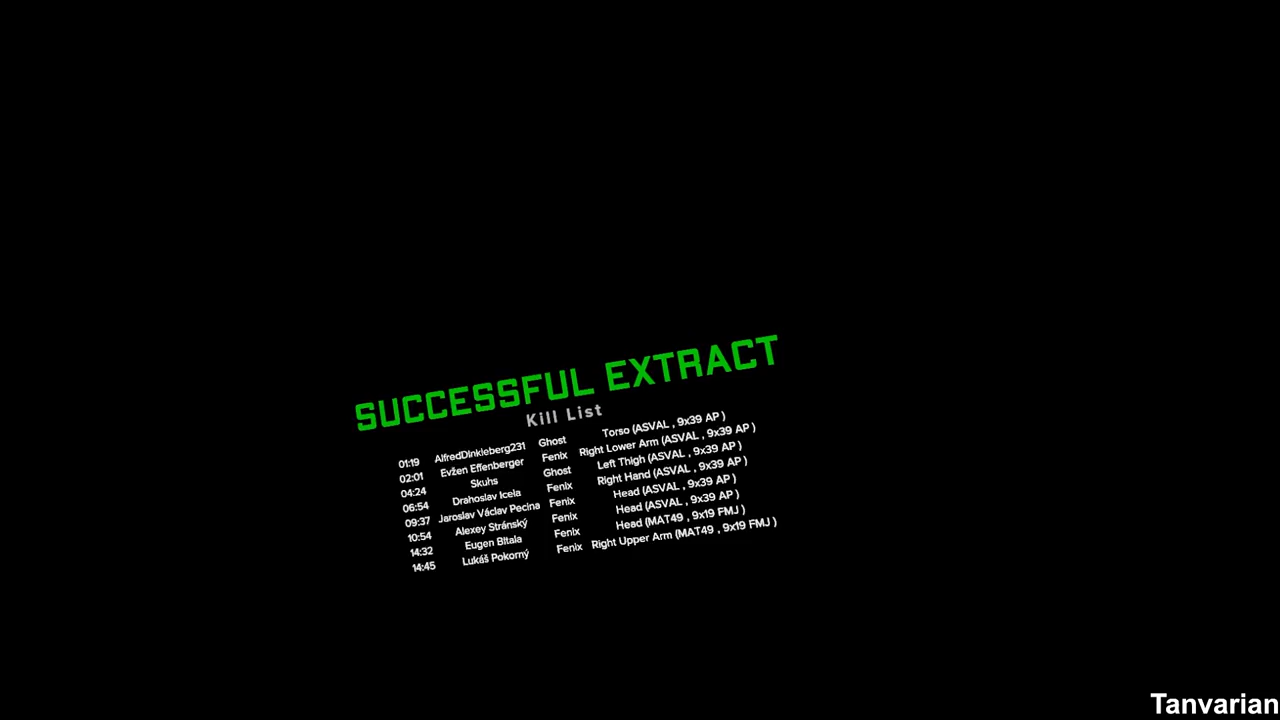 SUCCESSFUL EXTRACT
Kill List
01:19 AlfredDinkleberg231 Ghost Torso (ASVAL , 9x39 AP )
02:01 Evžen Effenberger Fenix Right Lower Arm (ASVAL , 9x39 AP )
04:24 Skuhs Ghost Left Thigh (ASVAL , 9x39 AP )
06:54 Drahoslav Icela Fenix Right Hand (ASVAL , 9x39 AP )
09:37 Jaroslav Václav Pecina Fenix Head (ASVAL , 9x39 AP )
10:54 Alexey Stránský Fenix Head (ASVAL , 9x39 AP )
14:32 Eugen Bitala Fenix Head (MAT49 , 9x19 FMJ )
14:45 Lukáš Pokorný Fenix Right Upper Arm (MAT49 , 9x19 FMJ )
Tanvarian